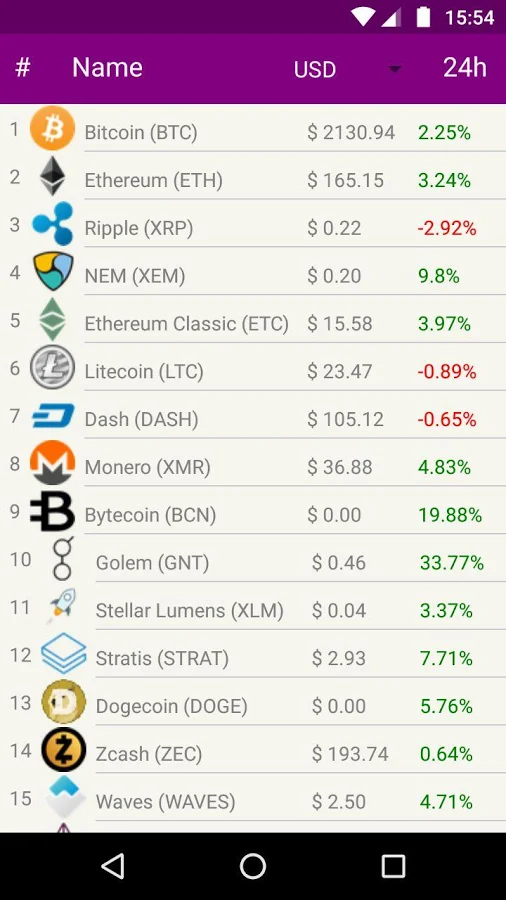 15:54
# Name USD 24h
1 Bitcoin (BTC) $ 2130.94 2.25%
2 Ethereum (ETH) $ 165.15 3.24%
3 Ripple (XRP) $ 0.22 -2.92%
4 NEM (XEM) $ 0.20 9.8%
5 Ethereum Classic (ETC) $ 15.58 3.97%
6 Litecoin (LTC) $ 23.47 -0.89%
7 Dash (DASH) $ 105.12 -0.65%
8 Monero (XMR) $ 36.88 4.83%
9 Bytecoin (BCN) $ 0.00 19.88%
10 Golem (GNT) $ 0.46 33.77%
11 Stellar Lumens (XLM) $ 0.04 3.37%
12 Stratis (STRAT) $ 2.93 7.71%
13 Dogecoin (DOGE) $ 0.00 5.76%
14 Zcash (ZEC) $ 193.74 0.64%
15 Waves (WAVES) $ 2.50 4.71%